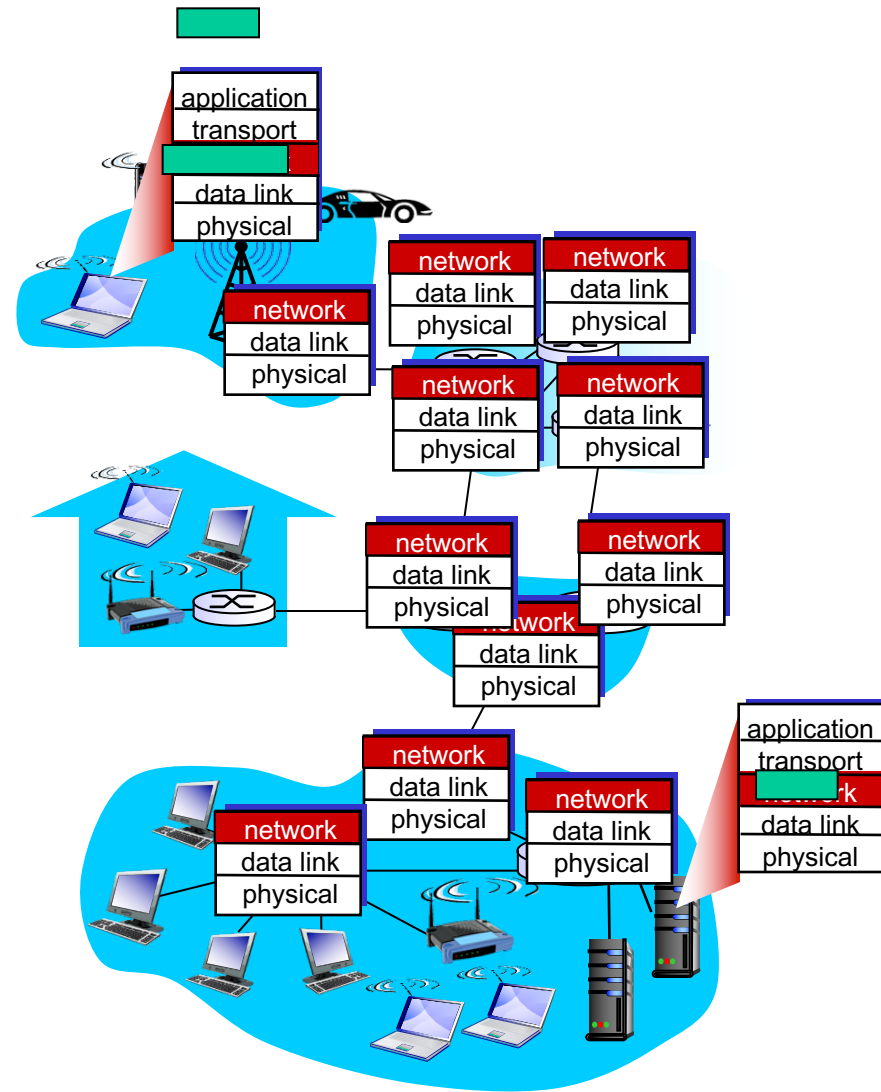 application
transport
data link
physical
network
data link
physical
network
data link
physical
network
data link
physical
network
data link
physical
network
data link
physical
network
data link
physical
network
data link
physical
network
data link
physical
network
data link
physical
network
data link
physical
network
data link
physical
application
transport
network
data link
physical